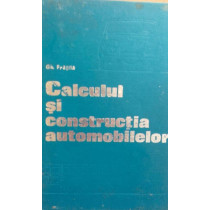 Gh. Frățilă
Calculul
și
construcția
automobilelor